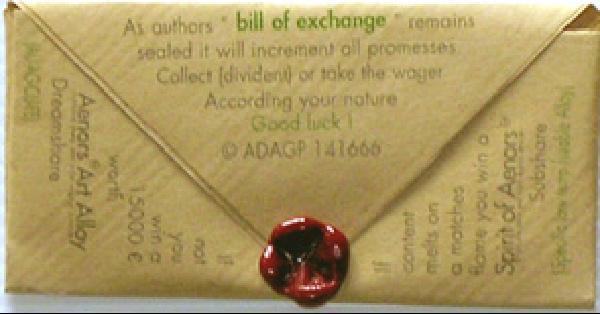 As authors " bill of exchange " remains
sealed it will increment all promesses.
Collect (dividend) or take the wager
According your nature
Good luck !
© ADAGP 141666
Dreamshare
Aenors® Art Alloy
worth
15000 €
win a
you
not
If
If
content
melts on
a matches
flame you win a
Spirit of Aenors
Subshare